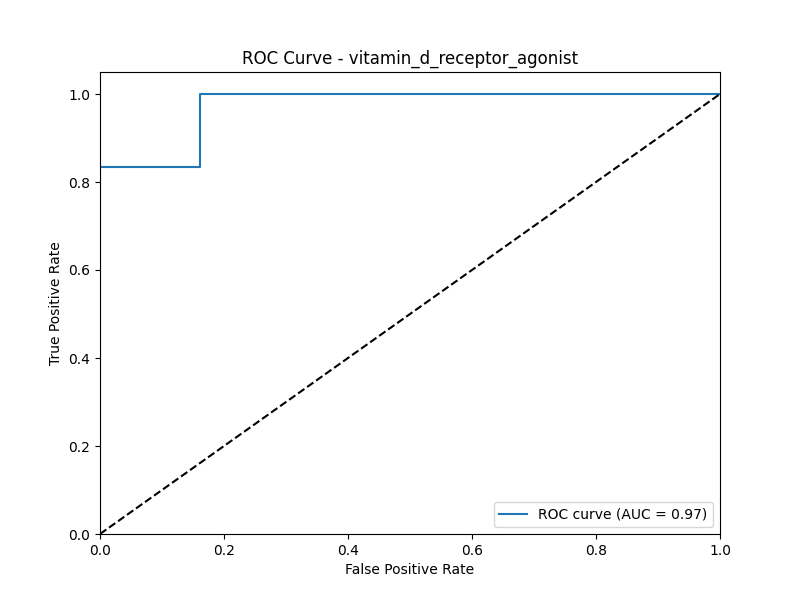 ROC Curve - vitamin_d_receptor_agonist
True Positive Rate
1.0
0.8
0.6
0.4
0.2
0.0
0.0 0.2 0.4 0.6 0.8 1.0
False Positive Rate
ROC curve (AUC = 0.97)